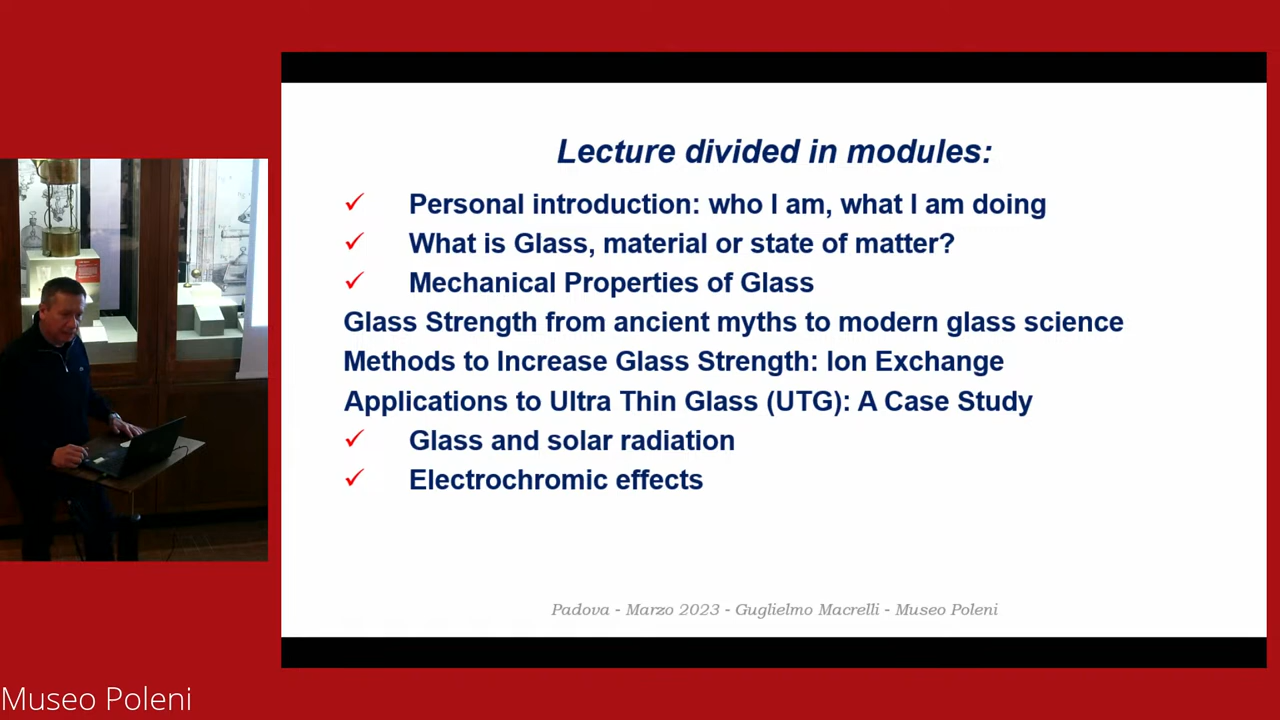 Lecture divided in modules:
✓ Personal introduction: who I am, what I am doing
✓ What is Glass, material or state of matter?
✓ Mechanical Properties of Glass
Glass Strength from ancient myths to modern glass science
Methods to Increase Glass Strength: Ion Exchange
Applications to Ultra Thin Glass (UTG): A Case Study
✓ Glass and solar radiation
✓ Electrochromic effects
Padova - Marzo 2023 - Guglielmo Macrelli - Museo Poleni
Museo Poleni